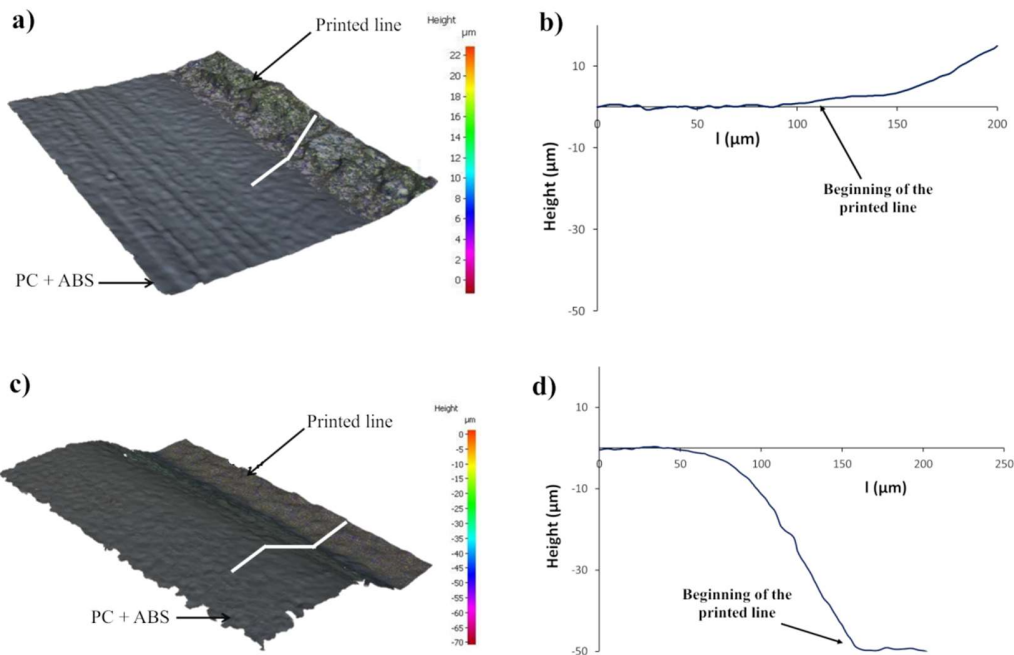 a)
Printed line
PC + ABS
Height
µm
22
20
18
16
14
12
10
8
6
4
2
0
b)
10
0
50
100
150
200
-10
-30
-50
l (µm)
Height (µm)
Beginning of the
printed line
c)
Printed line
PC + ABS
Height
µm
0
-5
-10
-15
-20
-25
-30
-35
-40
-45
-50
-55
-60
-65
-70
d)
10
0
50
100
150
200
250
-10
-30
-50
l (µm)
Height (µm)
Beginning of the
printed line